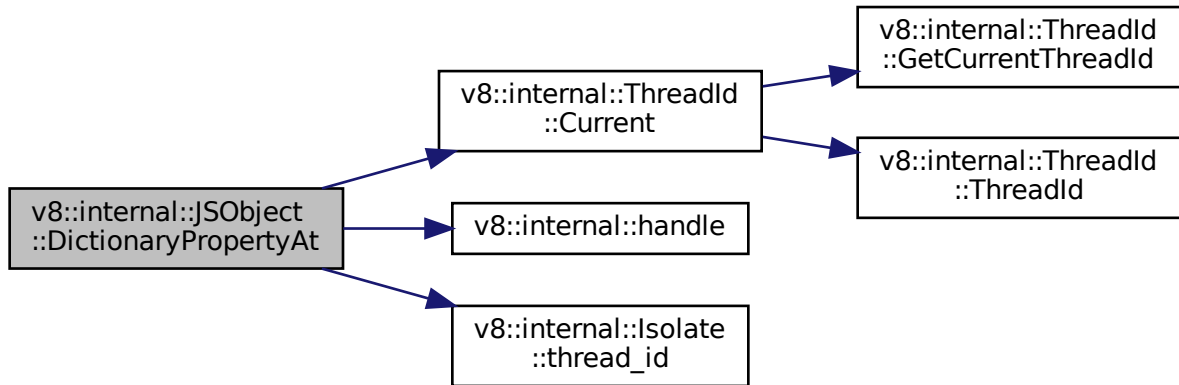 v8::internal::JSObject
::DictionaryPropertyAt
v8::internal::ThreadId
::Current
v8::internal::handle
v8::internal::Isolate
::thread_id
v8::internal::ThreadId
::GetCurrentThreadId
v8::internal::ThreadId
::ThreadId